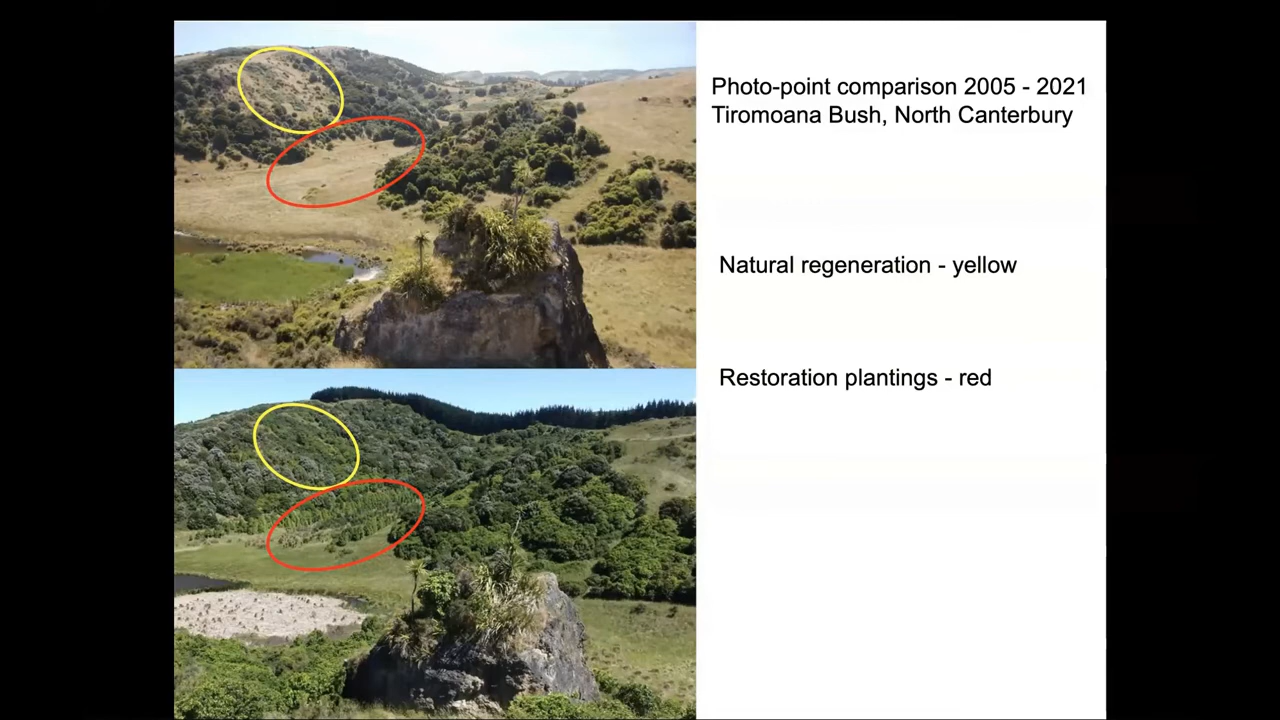 Photo-point comparison 2005 - 2021
Tiromoana Bush, North Canterbury
Natural regeneration - yellow
Restoration plantings - red